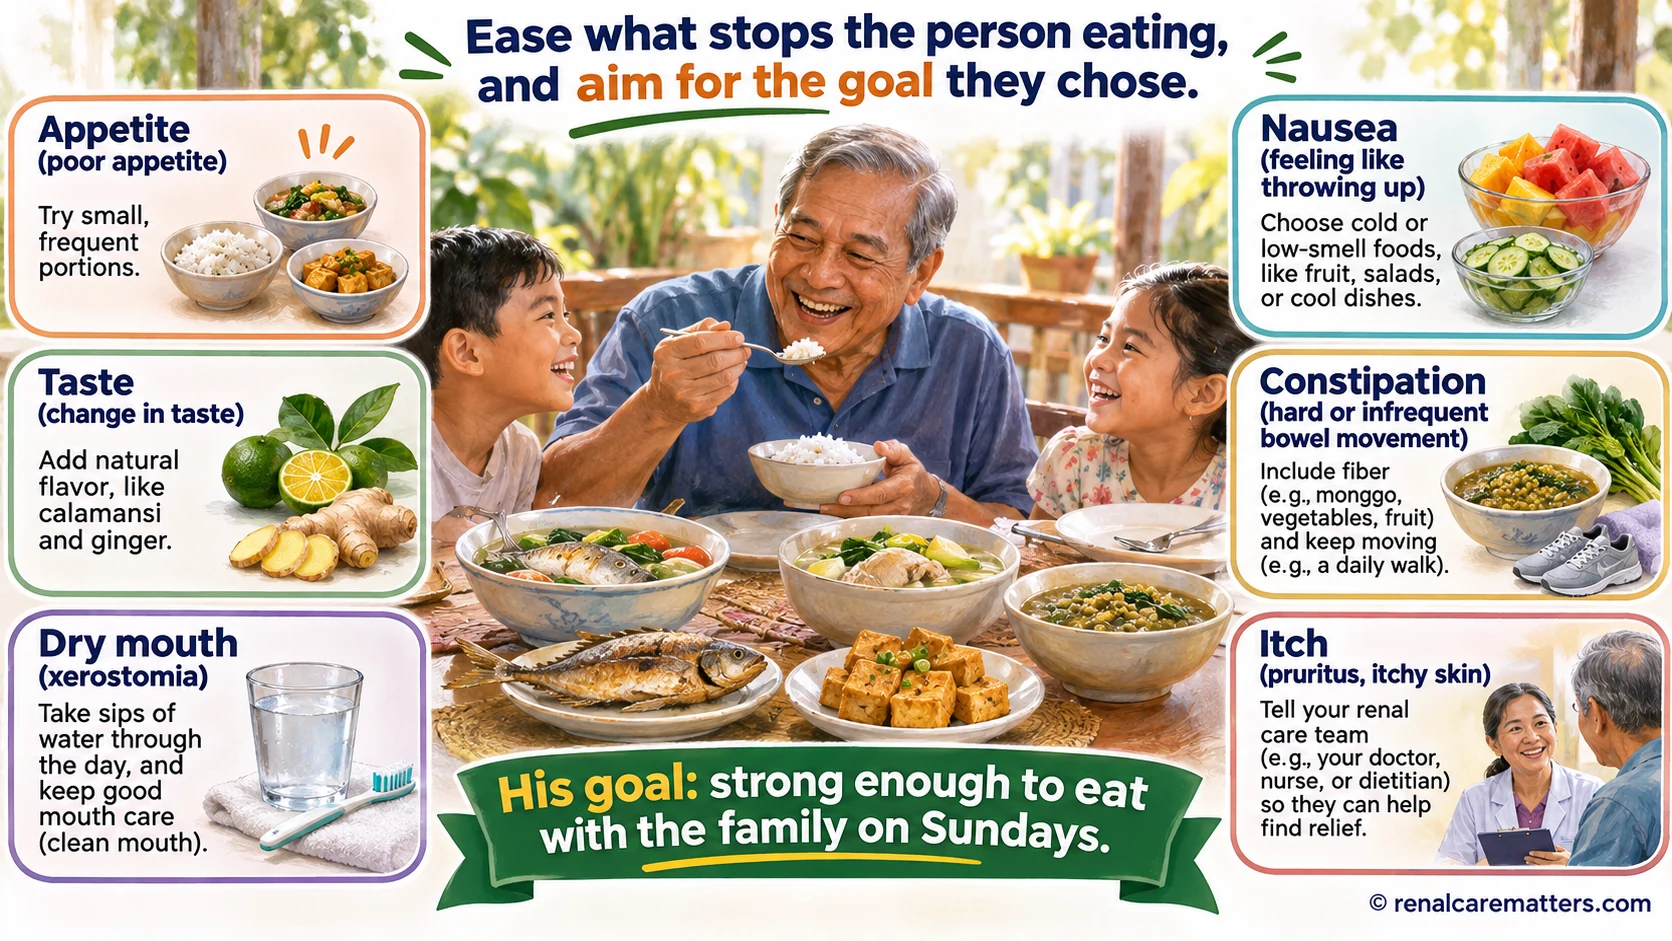 Ease what stops the person eating,
and aim for the goal they chose.
Appetite
(poor appetite)
Try small,
frequent
portions.
Taste
(change in taste)
Add natural
flavor, like
calamansi
and ginger.
Dry mouth
(xerostomia)
Take sips of
water through
the day, and
keep good
mouth care
(clean mouth).
Nausea
(feeling like
throwing up)
Choose cold or
low-smell foods,
like fruit, salads,
or cool dishes.
Constipation
(hard or infrequent
bowel movement)
Include fiber
(e.g., monggo,
vegetables, fruit)
and keep moving
(e.g., a daily walk).
Itch
(pruritus, itchy skin)
Tell your renal
care team
(e.g., your doctor,
nurse, or dietitian)
so they can help
find relief.
His goal: strong enough to eat
with the family on Sundays.
© renalcarematters.com